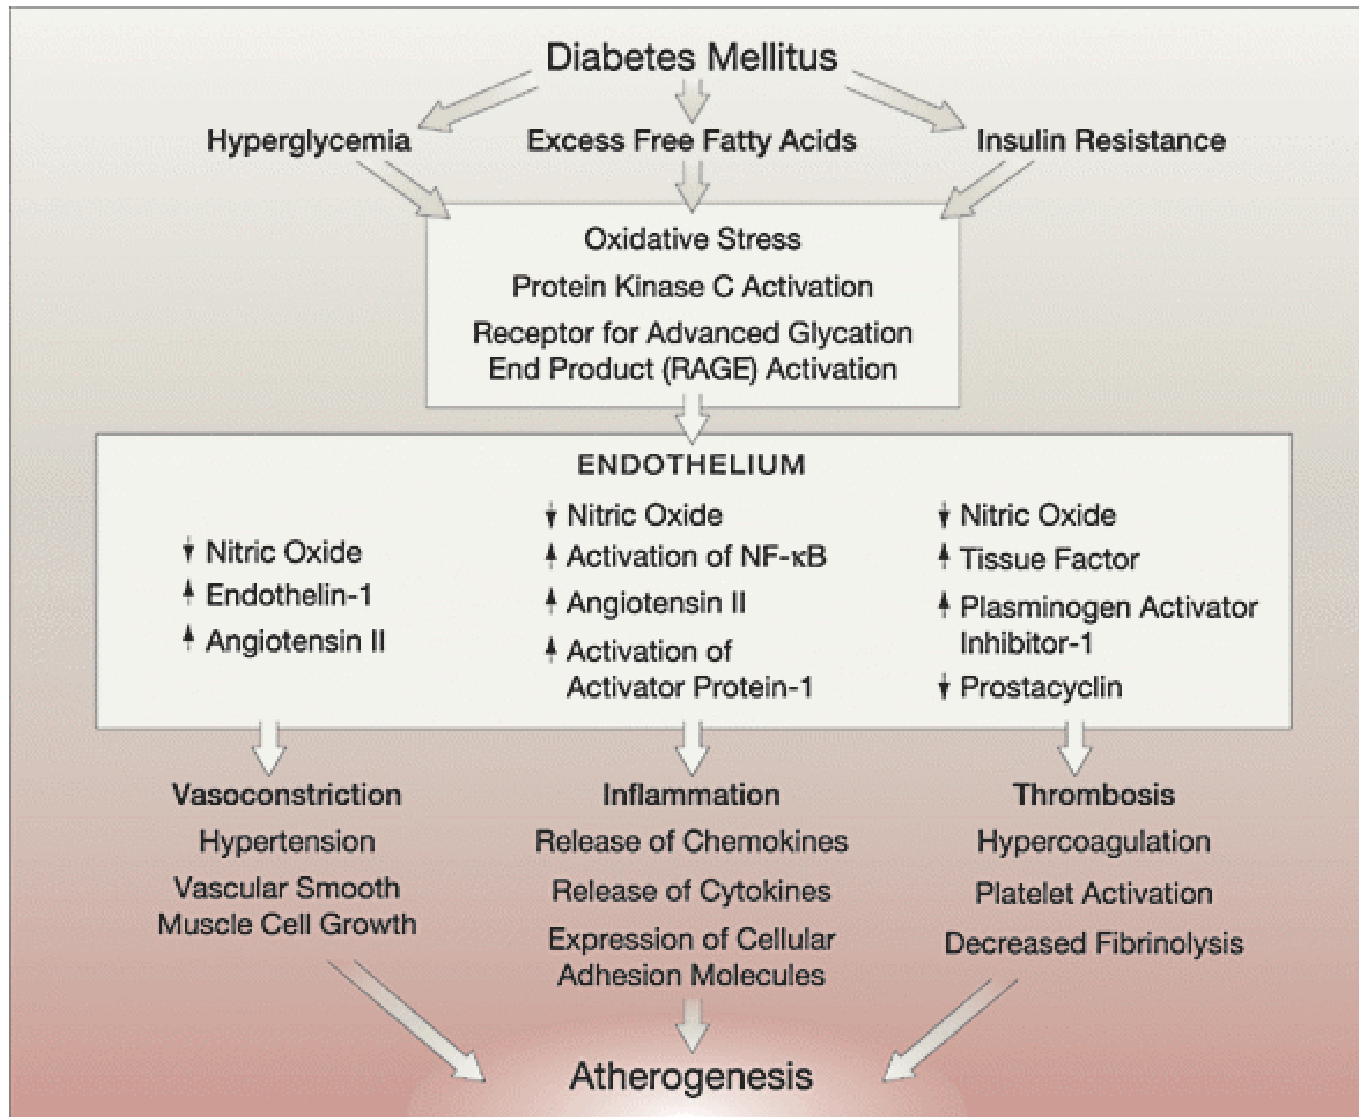 Diabetes Mellitus
Hyperglycemia
Excess Free Fatty Acids
Insulin Resistance
Oxidative Stress
Protein Kinase C Activation
Receptor for Advanced Glycation
End Product (RAGE) Activation
ENDOTHELIUM
↓ Nitric Oxide
↑ Endothelin-1
↑ Angiotensin II
↓ Nitric Oxide
↑ Activation of NF-κB
↑ Angiotensin II
↑ Activation of
Activator Protein-1
↓ Nitric Oxide
↑ Tissue Factor
↑ Plasminogen Activator
Inhibitor-1
↓ Prostacyclin
Vasoconstriction
Hypertension
Vascular Smooth
Muscle Cell Growth
Inflammation
Release of Chemokines
Release of Cytokines
Expression of Cellular
Adhesion Molecules
Thrombosis
Hypercoagulation
Platelet Activation
Decreased Fibrinolysis
Atherogenesis